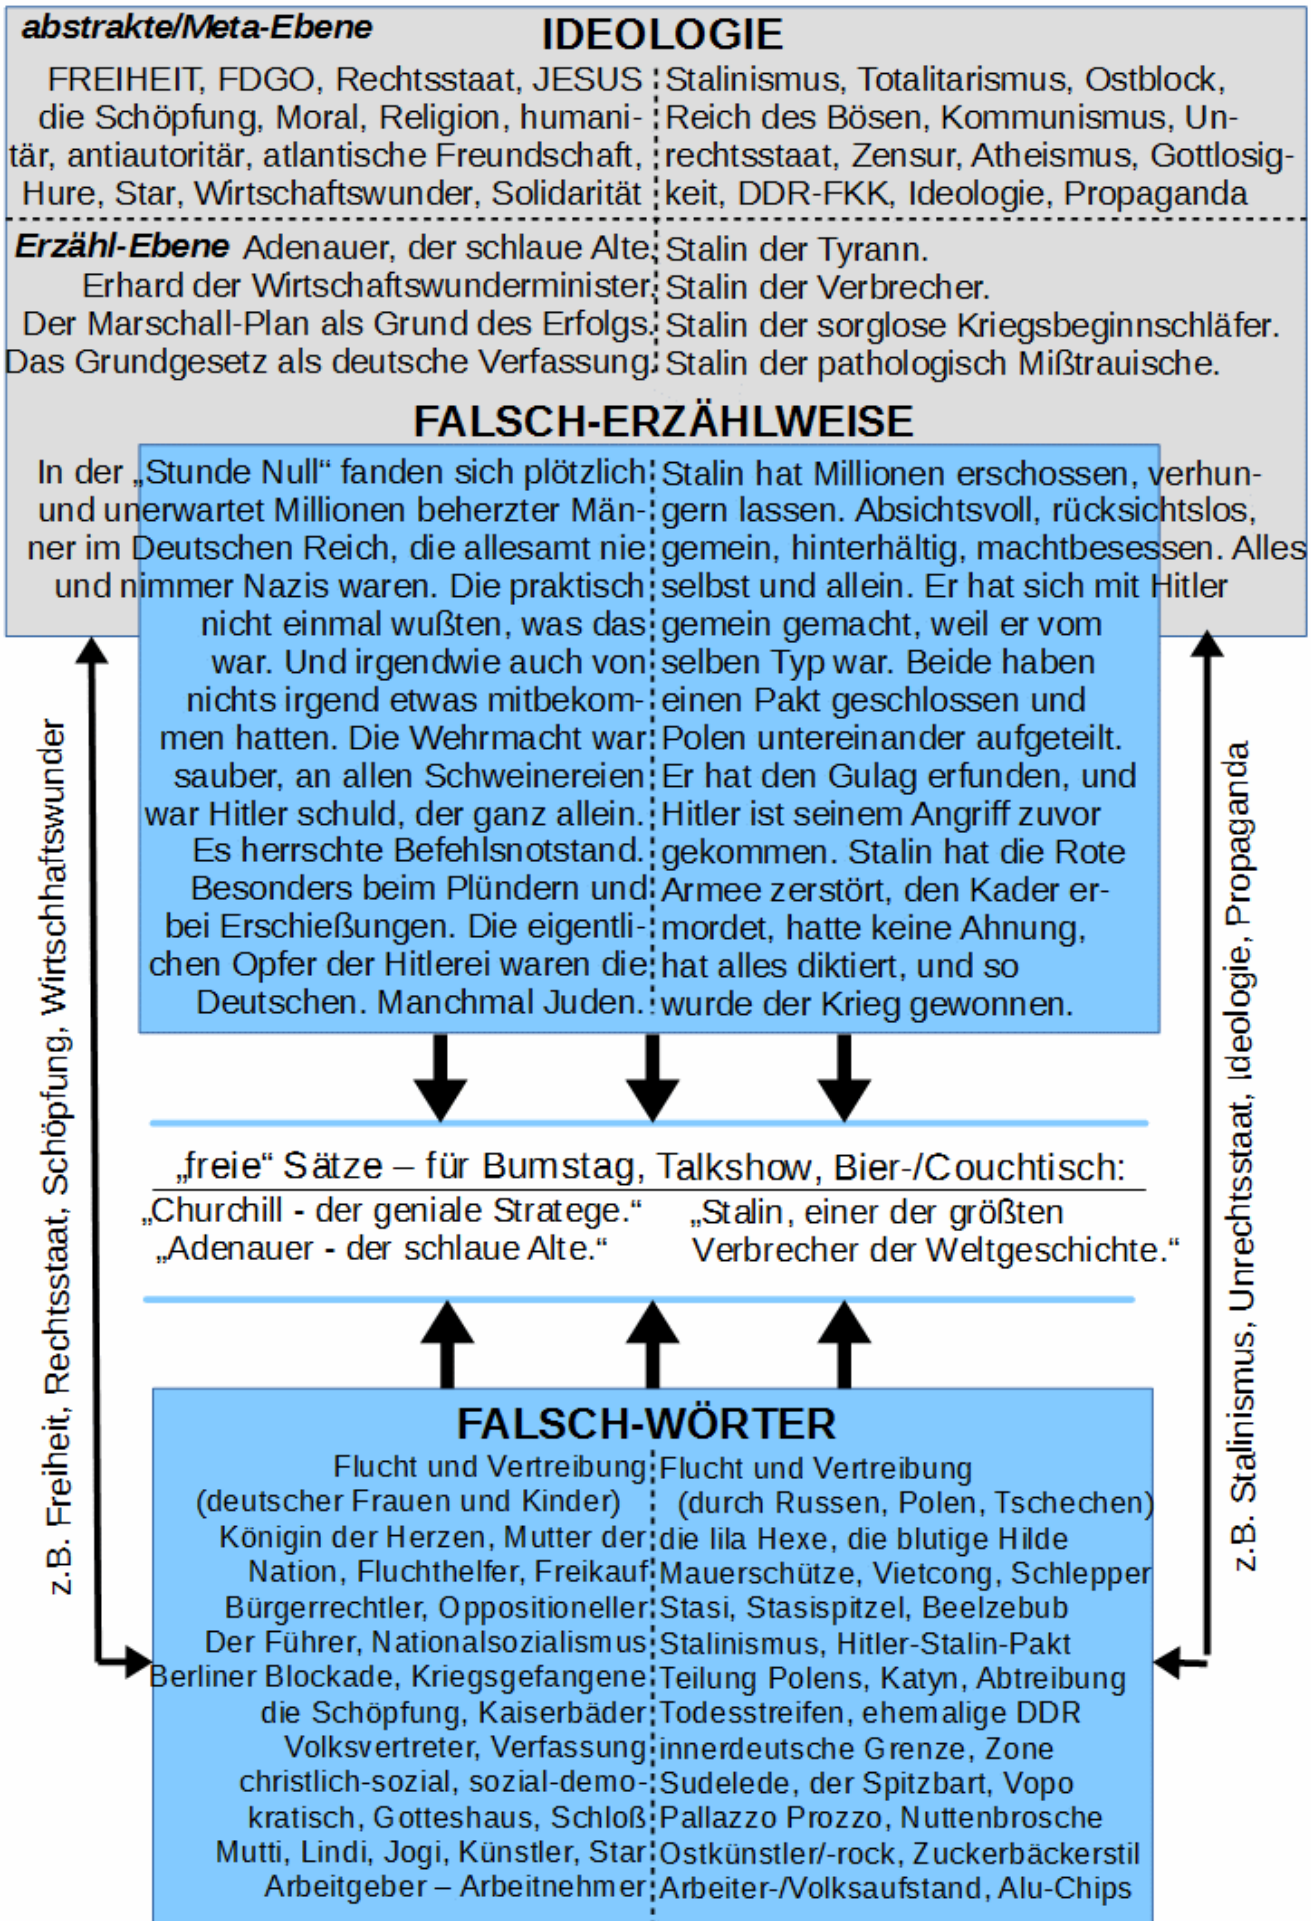 abstrakte/Meta-Ebene
IDEOLOGIE
FREIHEIT, FDGO, Rechtsstaat, JESUS
die Schöpfung, Moral, Religion, humani-
tär, antiautoritär, atlantische Freundschaft,
Hure, Star, Wirtschaftswunder, Solidarität
Stalinismus, Totalitarismus, Ostblock,
Reich des Bösen, Kommunismus, Un-
rechtsstaat, Zensur, Atheismus, Gottlosig-
keit, DDR-FKK, Ideologie, Propaganda
Erzähl-Ebene Adenauer, der schlaue Alte.
Erhard der Wirtschaftswunderminister.
Der Marschall-Plan als Grund des Erfolgs.
Das Grundgesetz als deutsche Verfassung.
Stalin der Tyrann.
Stalin der Verbrecher.
Stalin der sorglose Kriegsbeginnschläfer.
Stalin der pathologisch Mißtrauische.
FALSCH-ERZÄHLWEISE
In der „Stunde Null“ fanden sich plötzlich
und unerwartet Millionen beherzter Män-
ner im Deutschen Reich, die allesamt nie
und nimmer Nazis waren. Die praktisch
nicht einmal wußten, was das
war. Und irgendwie auch von
nichts irgend etwas mitbekom-
men hatten. Die Wehrmacht war
sauber, an allen Schweinereien
war Hitler schuld, der ganz allein.
Es herrschte Befehlsnotstand.
Besonders beim Plündern und
bei Erschießungen. Die eigentli-
chen Opfer der Hitlerei waren die
Deutschen. Manchmal Juden.
Stalin hat Millionen erschossen, verhun-
gern lassen. Absichtsvoll, rücksichtslos,
gemein, hinterhältig, machtbesessen. Alles
selbst und allein. Er hat sich mit Hitler
gemein gemacht, weil er vom
selben Typ war. Beide haben
einen Pakt geschlossen und
Polen untereinander aufgeteilt.
Er hat den Gulag erfunden, und
Hitler ist seinem Angriff zuvor
gekommen. Stalin hat die Rote
Armee zerstört, den Kader er-
mordet, hatte keine Ahnung,
hat alles diktiert, und so
wurde der Krieg gewonnen.
z.B. Freiheit, Rechtsstaat, Schöpfung, Wirtschhaftswunder
z.B. Stalinismus, Unrechtsstaat, Ideologie, Propaganda
„freie“ Sätze – für Bumstag, Talkshow, Bier-/Couchtisch:
„Churchill - der geniale Stratege.“
„Adenauer - der schlaue Alte.“
„Stalin, einer der größten
Verbrecher der Weltgeschichte.“
FALSCH-WÖRTER
Flucht und Vertreibung
(deutscher Frauen und Kinder)
Königin der Herzen, Mutter der
Nation, Fluchthelfer, Freikauf
Bürgerrechtler, Oppositioneller
Der Führer, Nationalsozialismus
Berliner Blockade, Kriegsgefangene
die Schöpfung, Kaiserbäder
Volksvertreter, Verfassung
christlich-sozial, sozial-demo-
kratisch, Gotteshaus, Schloß
Mutti, Lindi, Jogi, Künstler, Star
Arbeitgeber – Arbeitnehmer
Flucht und Vertreibung
(durch Russen, Polen, Tschechen)
die lila Hexe, die blutige Hilde
Mauerschütze, Vietcong, Schlepper
Stasi, Stasispitzel, Beelzebub
Stalinismus, Hitler-Stalin-Pakt
Teilung Polens, Katyn, Abtreibung
Todesstreifen, ehemalige DDR
innerdeutsche Grenze, Zone
Sudelede, der Spitzbart, Vopo
Pallazzo Prozzo, Nuttenbrosche
Ostkünstler/-rock, Zuckerbäckerstil
Arbeiter-/Volksaufstand, Alu-Chips